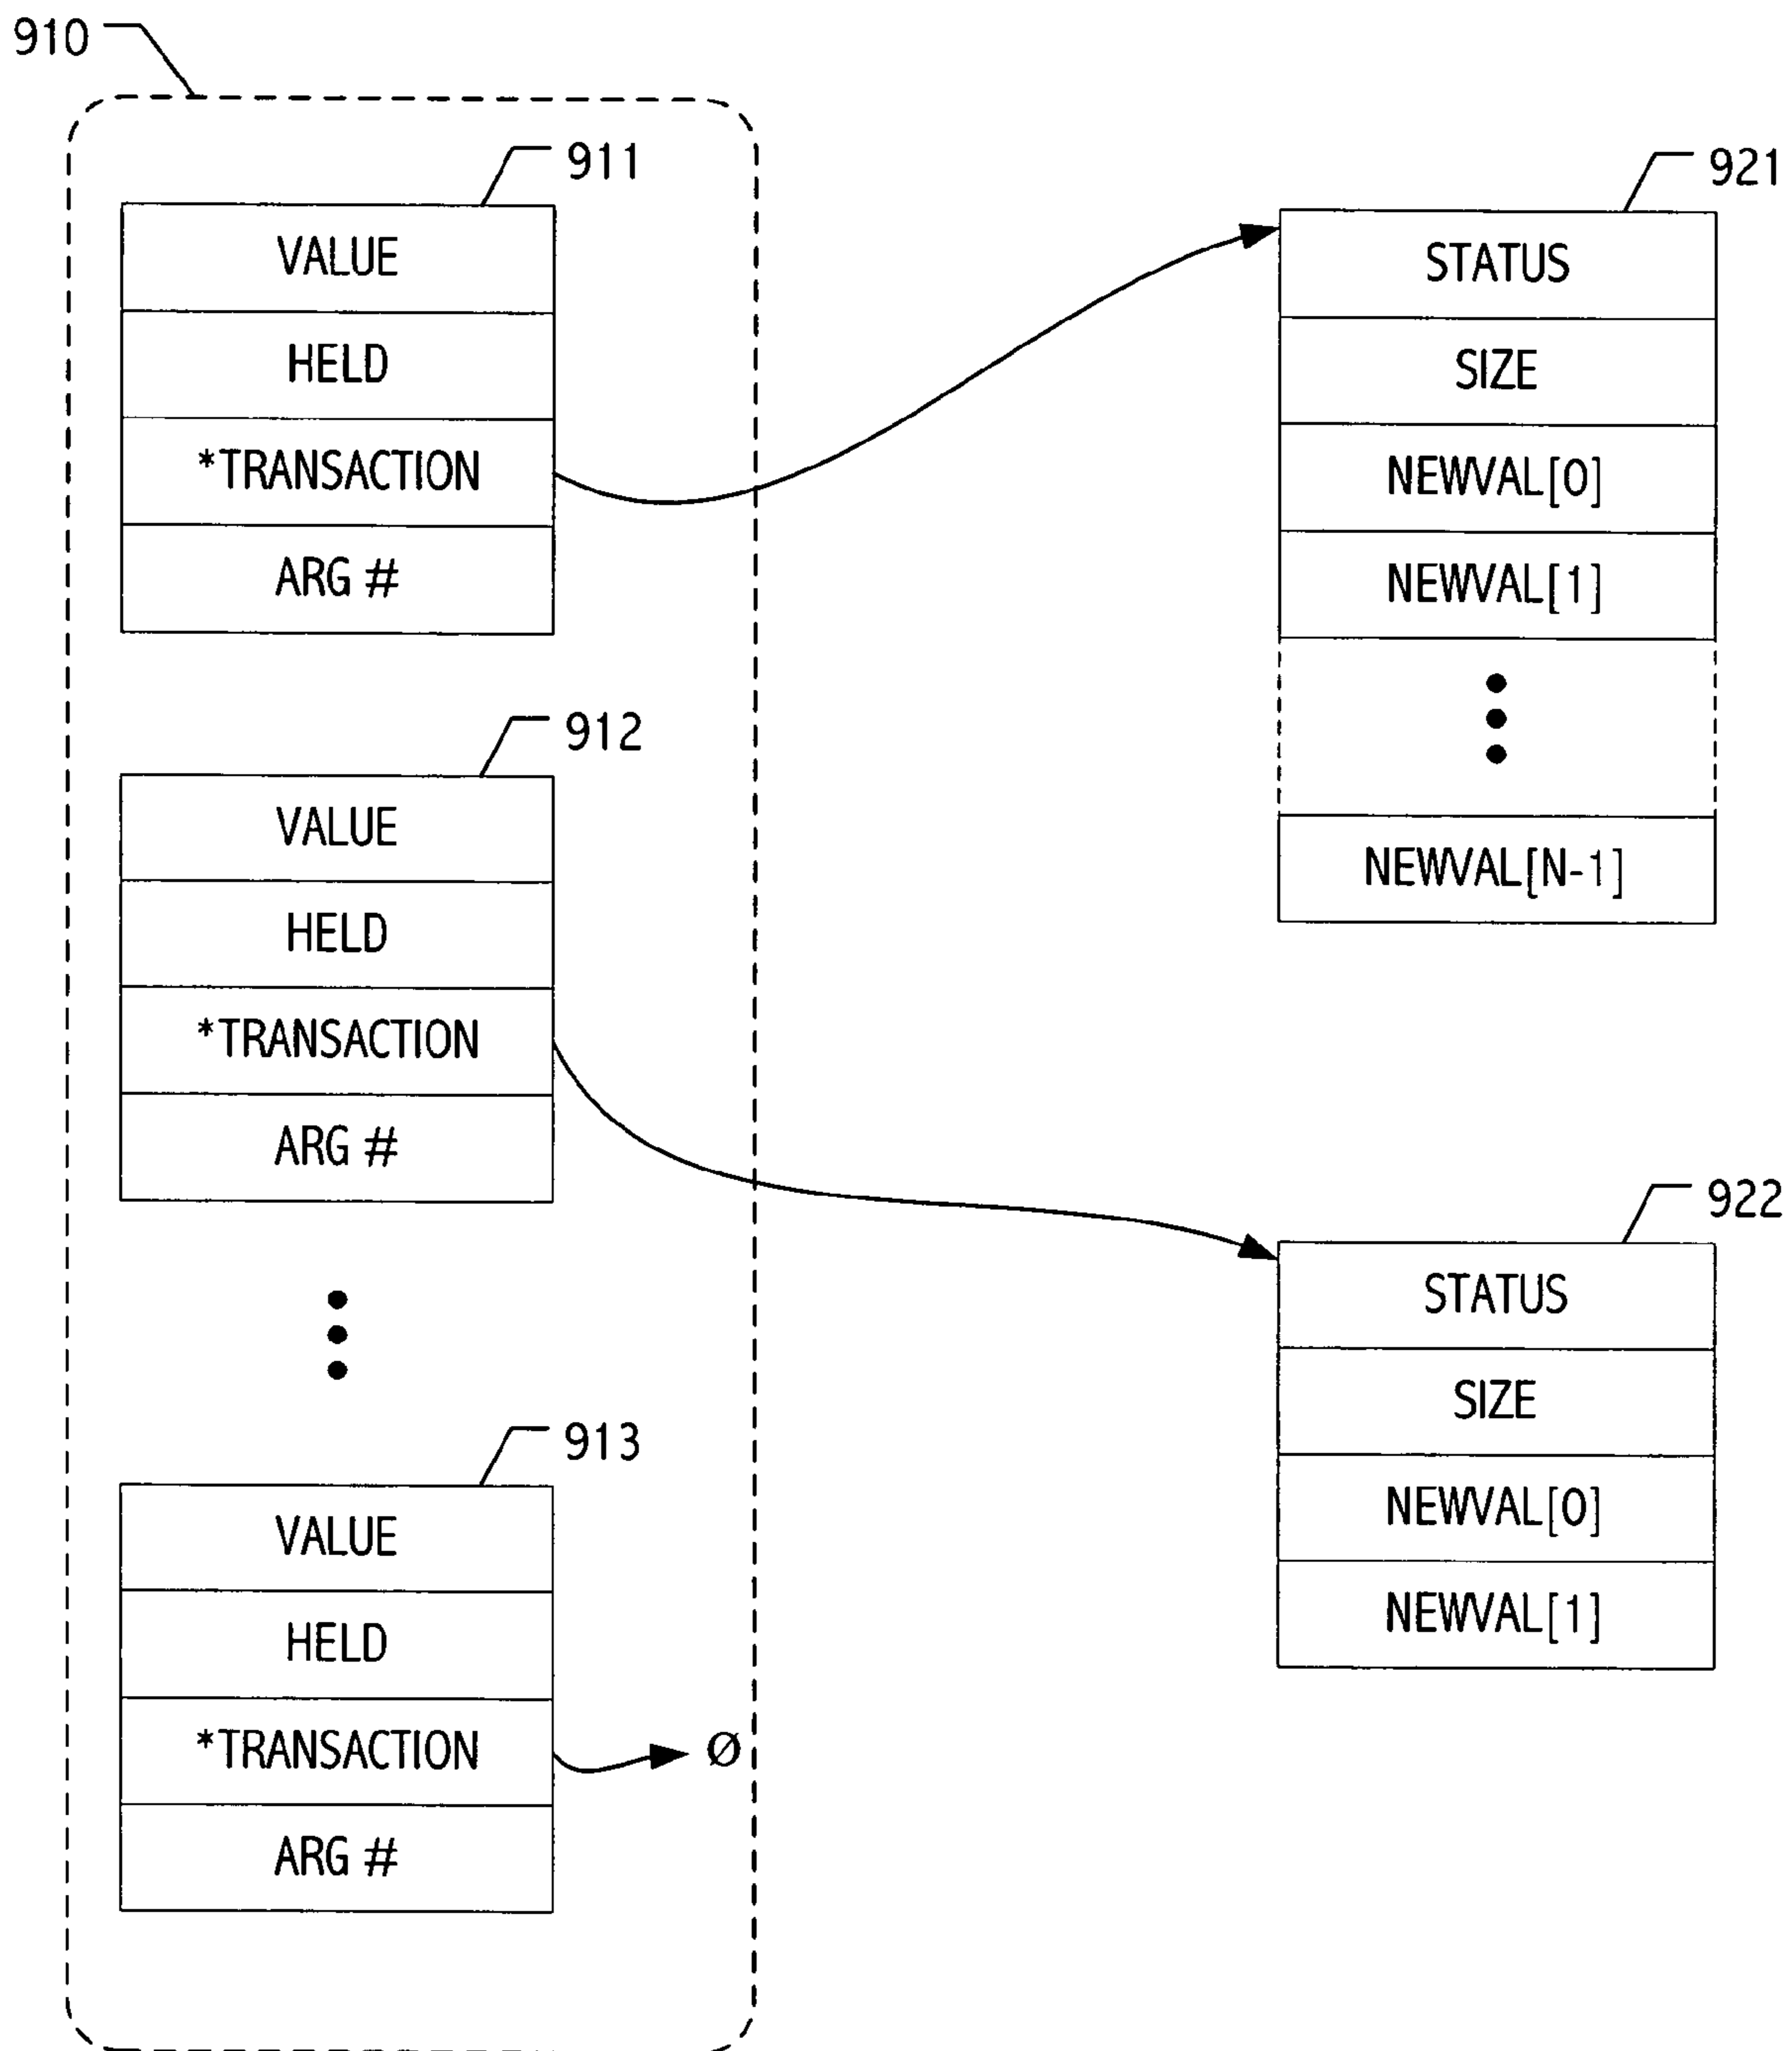 910
911
VALUE
HELD
*TRANSACTION
ARG #
912
VALUE
HELD
*TRANSACTION
ARG #
913
VALUE
HELD
*TRANSACTION
Ø
ARG #
921
STATUS
SIZE
NEWVAL[0]
NEWVAL[1]
NEWVAL[N-1]
922
STATUS
SIZE
NEWVAL[0]
NEWVAL[1]